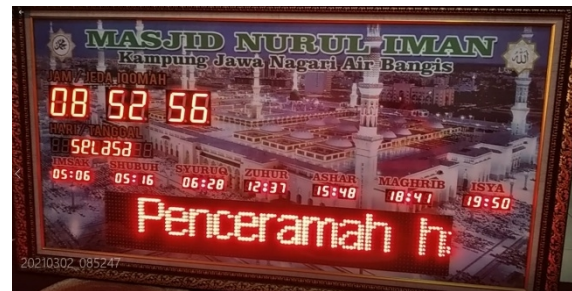 MASJID NURUL IMAN
Kampung Jawa Nagari Air Bangis
JAM / JEDA IQOMAH
08 52 56
HARI / TANGGAL
SELASA
IMSAK SHUBUH SYURUQ ZUHUR ASHAR MAGHRIB ISYA
05:06 05:16 06:28 12:37 15:48 18:41 19:50
Penceramah h
20210302_085247